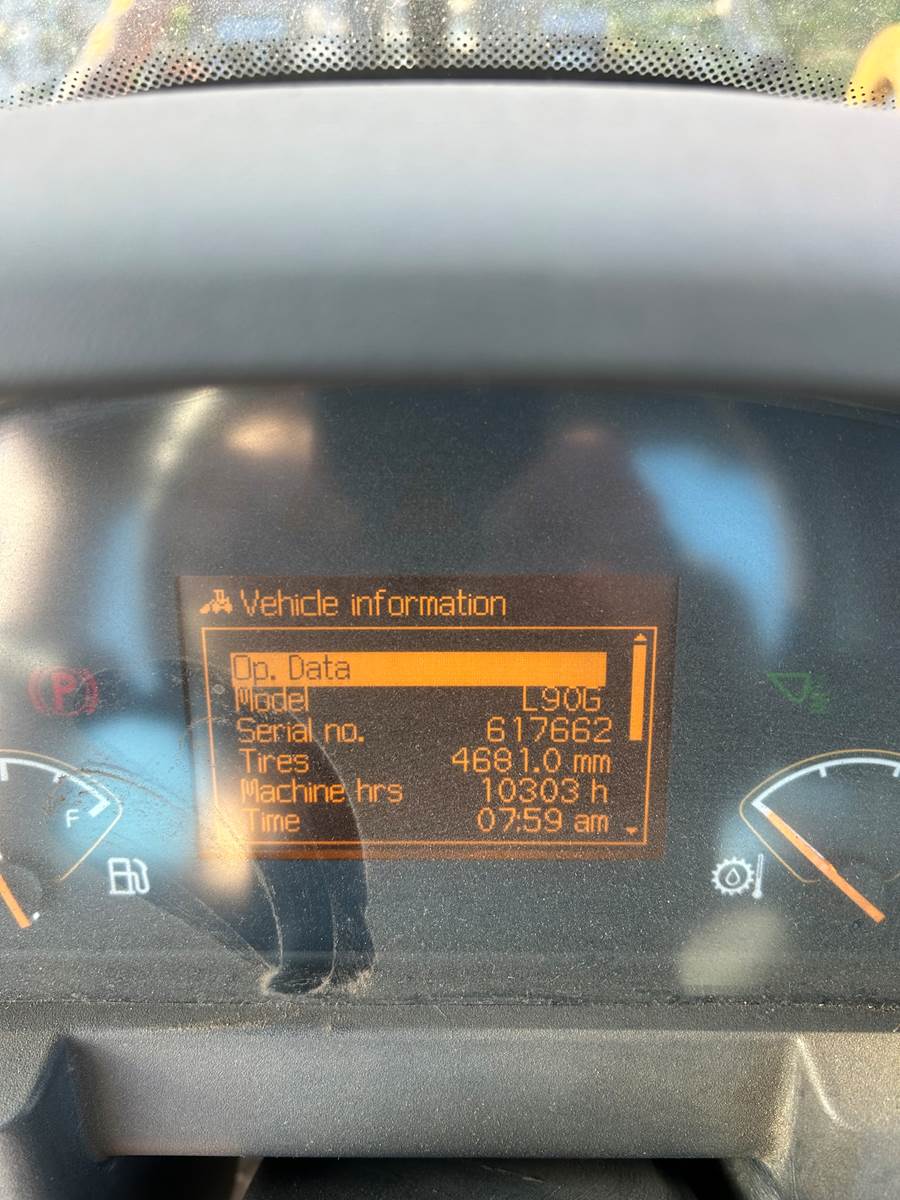 Vehicle information
Op. Data
Model L90G
Serial no. 617662
Tires 4681.0 mm
Machine hrs 10303 h
Time 07:59 am
P
F